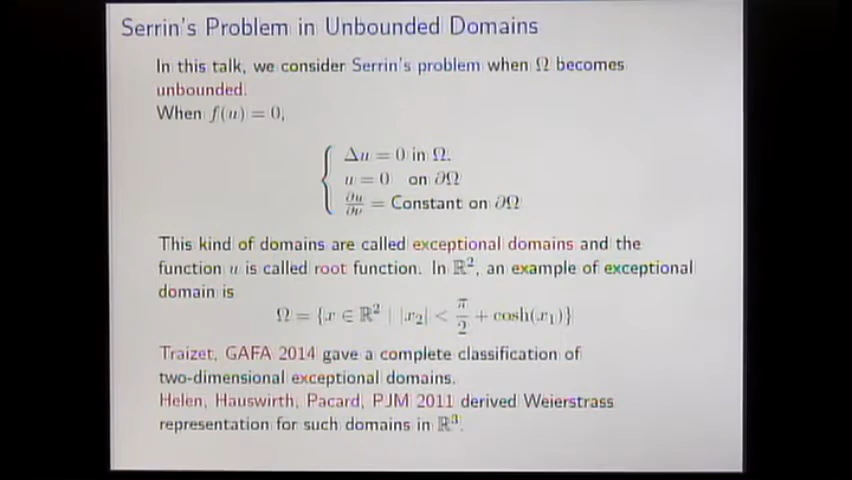 Serrin's Problem in Unbounded Domains
In this talk, we consider Serrin's problem when Ω becomes
unbounded.
When f(u) = 0,
Δu = 0 in Ω.
u = 0 on ∂Ω
∂u/∂ν = Constant on ∂Ω
This kind of domains are called exceptional domains and the
function u is called root function. In ℝ², an example of exceptional
domain is
Ω = {x ∈ ℝ² | |x₂| < π/2 + cosh(x₁)}
Traizet, GAFA 2014 gave a complete classification of
two-dimensional exceptional domains.
Helen, Hauswirth, Pacard, PJM 2011 derived Weierstrass
representation for such domains in ℝ³.